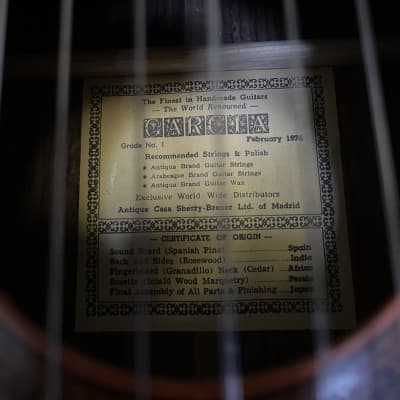 The Finest in Handmade Guitars
— The World Renowned —
GARCIA
Grade No. 1
February 1974
Recommended Strings & Polish
★ Antiqua Brand Guitar Strings
★ Arabesque Brand Guitar Strings
★ Antiqua Brand Guitar Wax
Exclusive World Wide Distributors
Antique Casa Sherry-Brener Ltd. of Madrid
— CERTIFICATE OF ORIGIN —
Sound Board (Spanish Pine) Spain
Back and Sides (Rosewood) India
Fingerboard (Granadillo) Neck (Cedar) Africa
Rosette (Inlaid Wood Marquetry) Persia
Final Assembly of All Parts & Finishing Japan